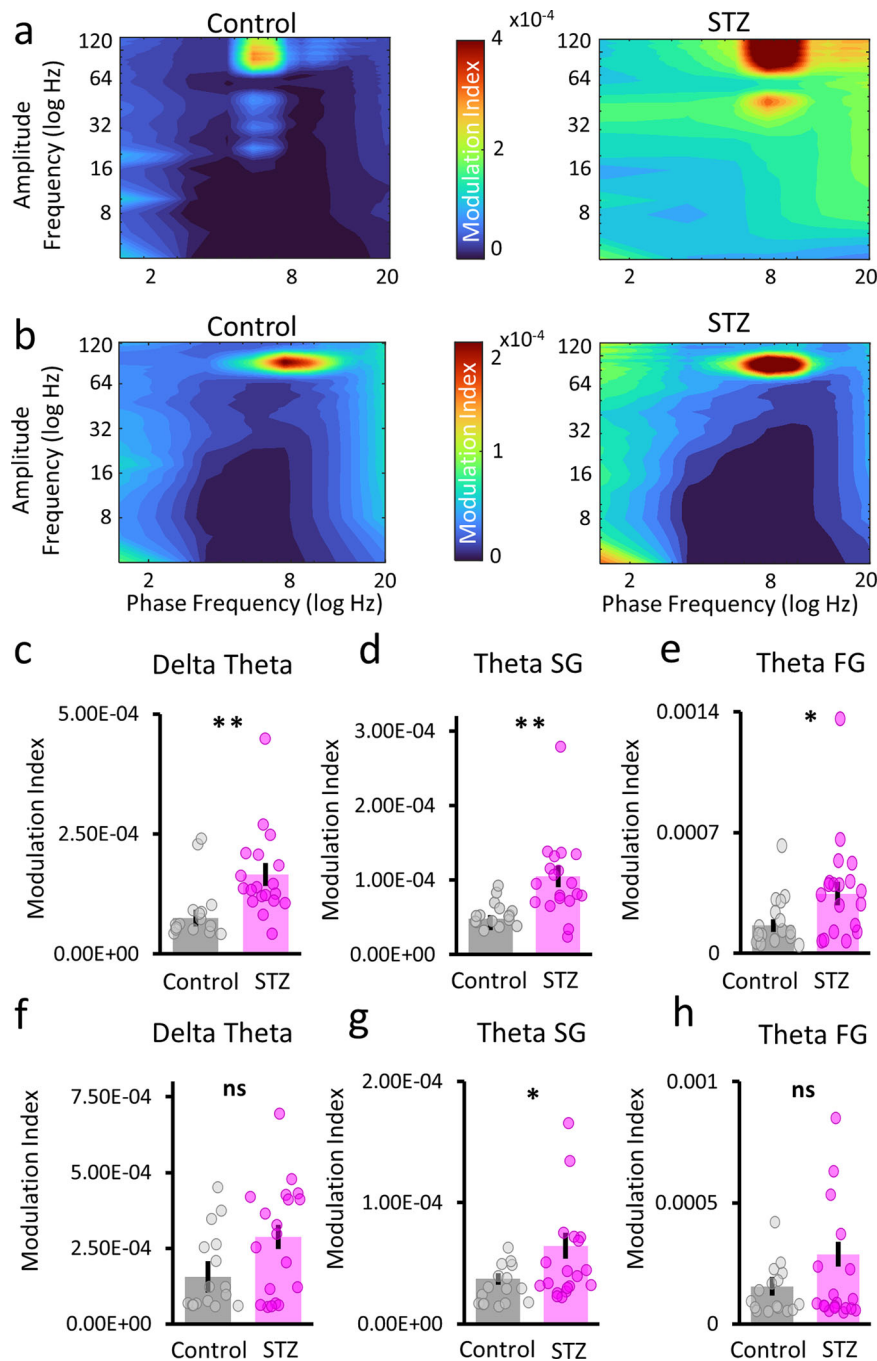 a
Control
x10-4
STZ
Amplitude
Frequency (log Hz)
120
64
32
16
8
2
8
20
Modulation Index
4
2
0
120
64
32
16
8
2
8
20
b
Control
x10-4
STZ
Amplitude
Frequency (log Hz)
120
64
32
16
8
2
8
20
Phase Frequency (log Hz)
Modulation Index
2
1
0
120
64
32
16
8
2
8
20
Phase Frequency (log Hz)
c
Delta Theta
Modulation Index
5.00E-04
2.50E-04
0.00E+00
**
Control STZ
d
Theta SG
Modulation Index
3.00E-04
2.00E-04
1.00E-04
0.00E+00
**
Control STZ
e
Theta FG
Modulation Index
0.0014
0.0007
0
*
Control STZ
f
Delta Theta
Modulation Index
7.50E-04
5.00E-04
2.50E-04
0.00E+00
ns
Control STZ
g
Theta SG
Modulation Index
2.00E-04
1.00E-04
0.00E+00
*
Control STZ
h
Theta FG
Modulation Index
0.001
0.0005
0
ns
Control STZ